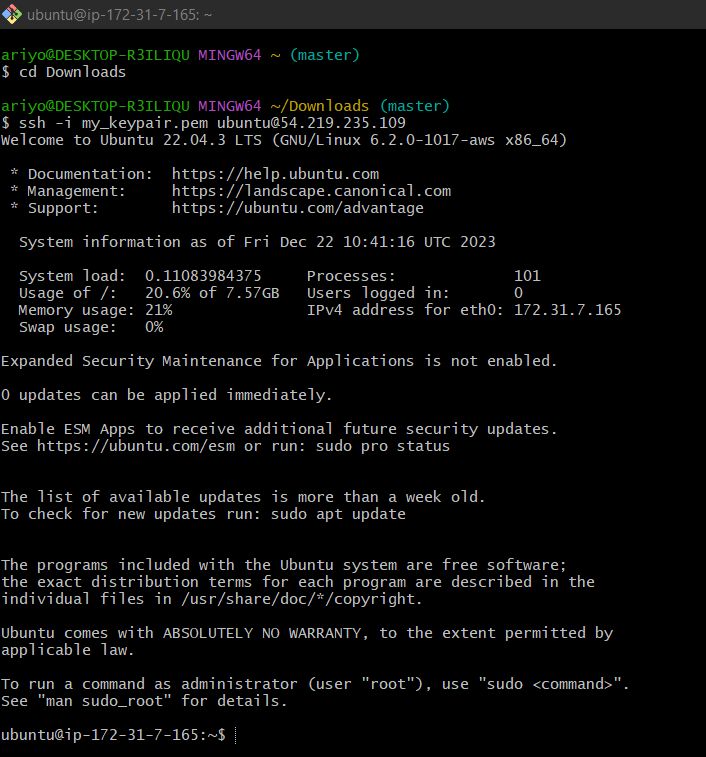 ubuntu@ip-172-31-7-165: ~
ariyo@DESKTOP-R3ILIQU MINGW64 ~ (master)
$ cd Downloads
ariyo@DESKTOP-R3ILIQU MINGW64 ~/Downloads (master)
$ ssh -i my_keypair.pem ubuntu@54.219.235.109
Welcome to Ubuntu 22.04.3 LTS (GNU/Linux 6.2.0-1017-aws x86_64)
* Documentation:  https://help.ubuntu.com
* Management:     https://landscape.canonical.com
* Support:        https://ubuntu.com/advantage
System information as of Fri Dec 22 10:41:16 UTC 2023
System load:  0.11083984375     Processes:             101
Usage of /:   20.6% of 7.57GB   Users logged in:       0
Memory usage: 21%               IPv4 address for eth0: 172.31.7.165
Swap usage:   0%
Expanded Security Maintenance for Applications is not enabled.
0 updates can be applied immediately.
Enable ESM Apps to receive additional future security updates.
See https://ubuntu.com/esm or run: sudo pro status
The list of available updates is more than a week old.
To check for new updates run: sudo apt update
The programs included with the Ubuntu system are free software;
the exact distribution terms for each program are described in the
individual files in /usr/share/doc/*/copyright.
Ubuntu comes with ABSOLUTELY NO WARRANTY, to the extent permitted by
applicable law.
To run a command as administrator (user "root"), use "sudo <command>".
See "man sudo_root" for details.
ubuntu@ip-172-31-7-165:~$